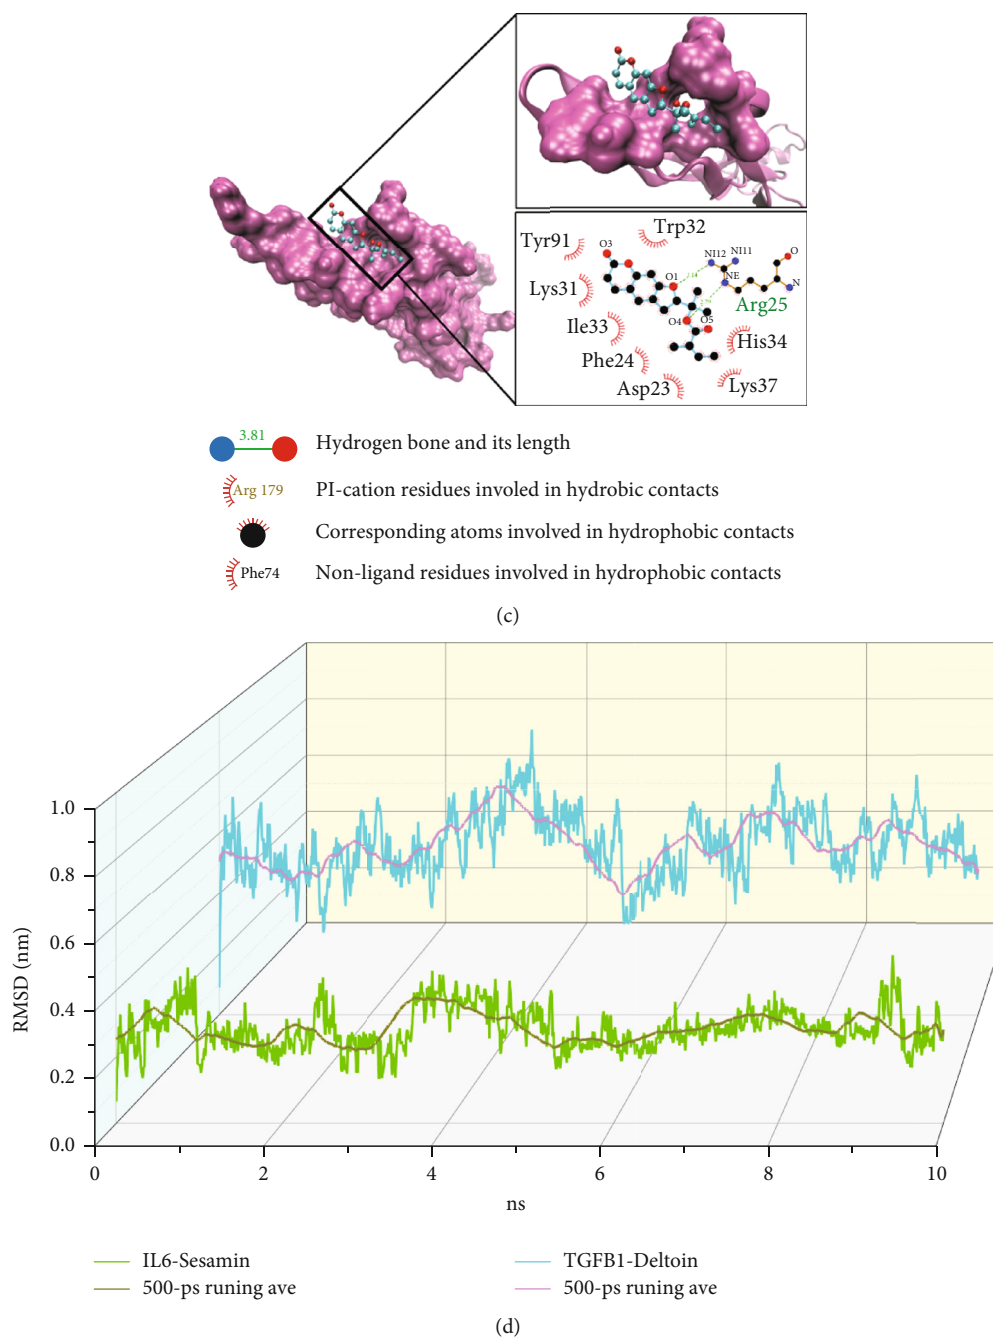 (c)
Tyr91
Trp32
O3
NI12
NI11
O
Lys31
O1
NE
N
Arg25
Ile33
O4
O5
His34
Phe24
Asp23
Lys37
3.81
Hydrogen bone and its length
Arg 179
PI-cation residues involed in hydrobic contacts
Corresponding atoms involved in hydrophobic contacts
Phe74
Non-ligand residues involved in hydrophobic contacts
(c)
1.0
0.8
0.6
0.4
0.2
0.0
RMSD (nm)
0
2
4
6
8
10
ns
IL6-Sesamin
TGFB1-Deltoin
500-ps runing ave
500-ps runing ave
(d)